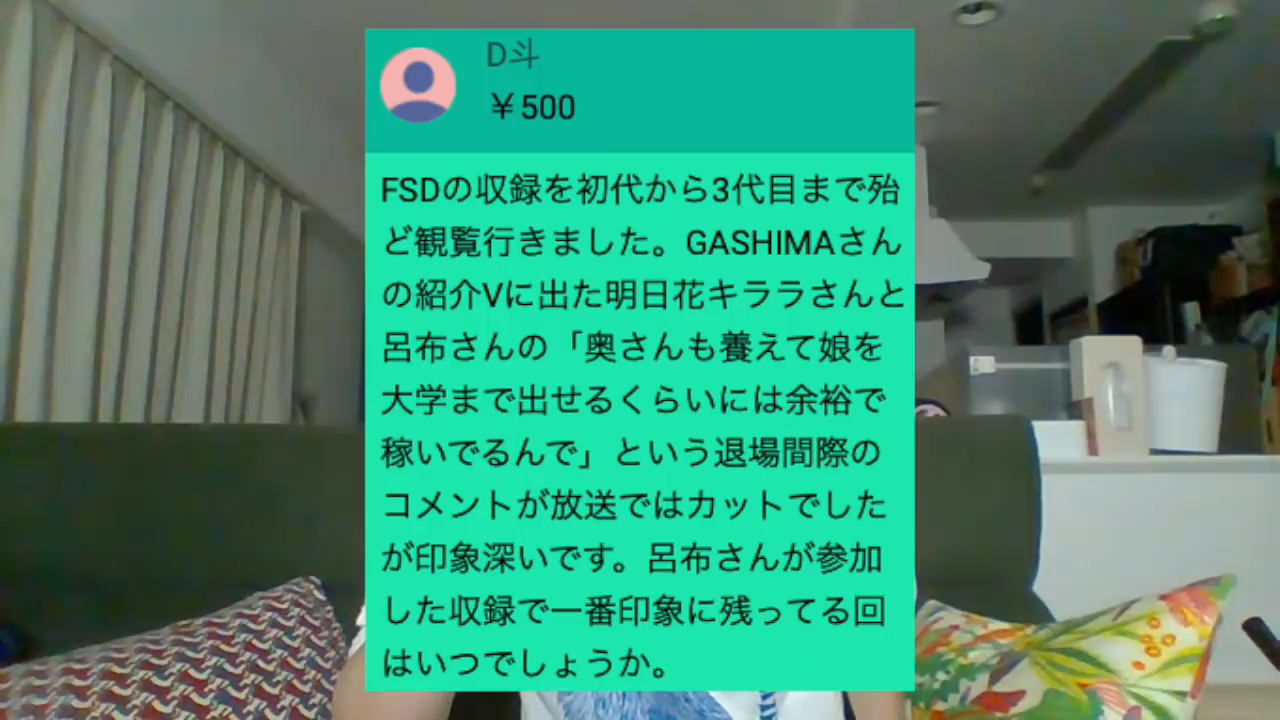 D斗
￥500
FSDの収録を初代から3代目まで殆
ど観覧行きました。GASHIMAさん
の紹介Vに出た明日花キララさんと
呂布さんの「奥さんも養えて娘を
大学まで出せるくらいには余裕で
稼いでるんで」という退場間際の
コメントが放送ではカットでした
が印象深いです。呂布さんが参加
した収録で一番印象に残ってる回
はいつでしょうか。